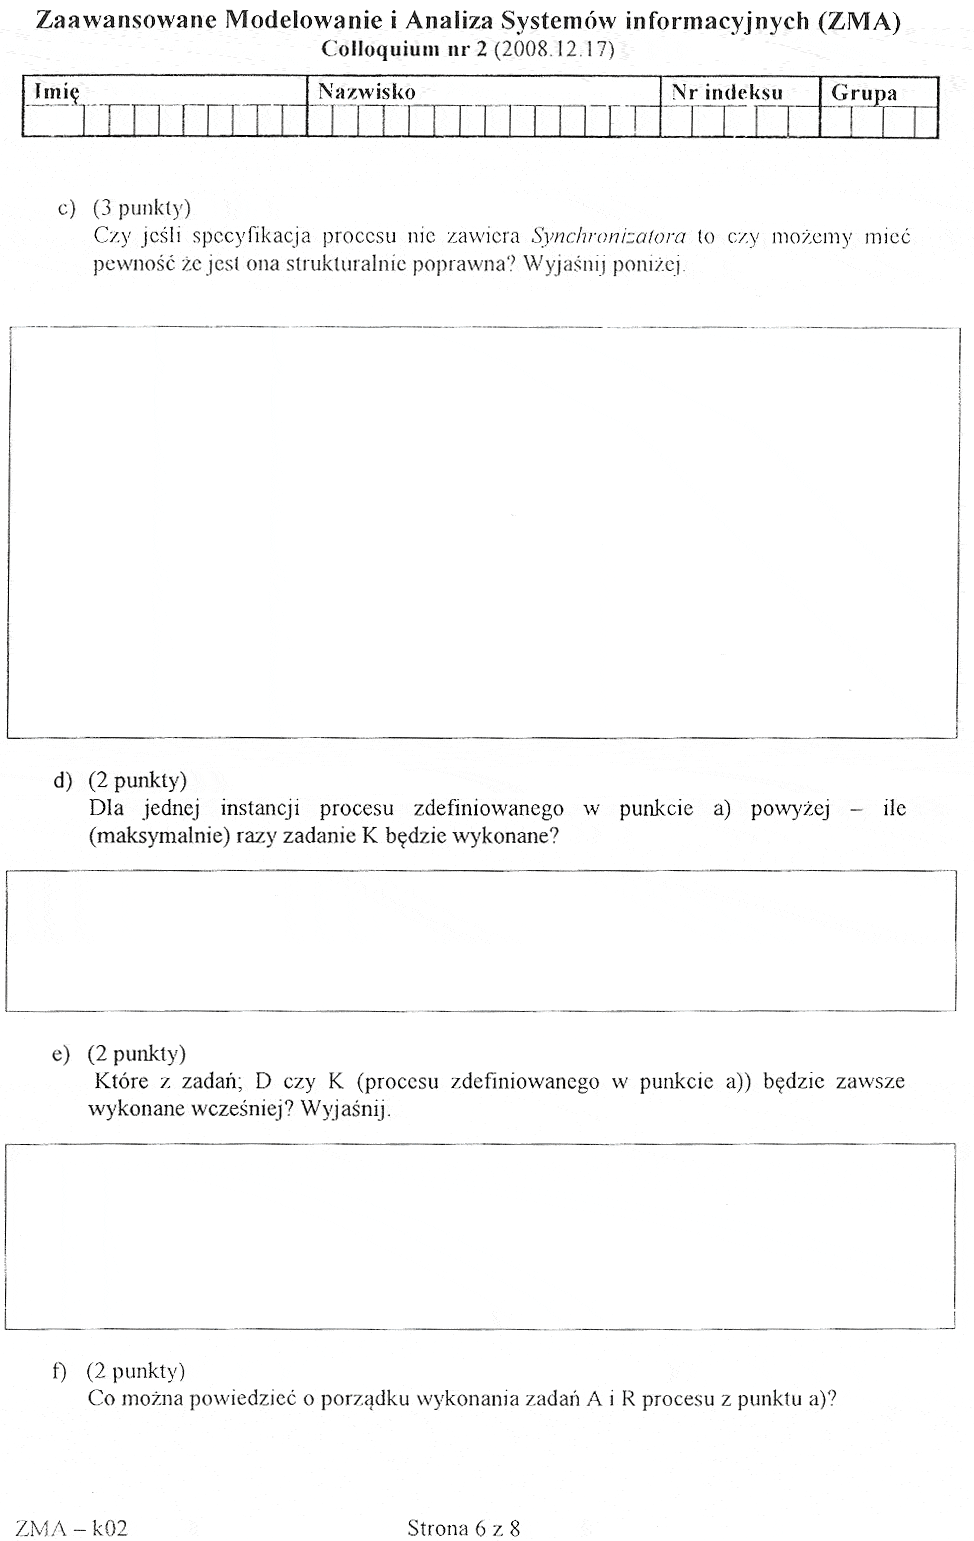 Zaawansowane Modelowanie i Analiza Systemów informacyjnych (ZMA)
Colloquium nr 2 (2008.12.17)
Imię Nazwisko Nr indeksu Grupa
c) (3 punkty)
Czy jeśli specyfikacja procesu nie zawiera Synchronizatora to czy możemy mieć
pewność że jest ona strukturalnie poprawna? Wyjaśnij poniżej.
d) (2 punkty)
Dla jednej instancji procesu zdefiniowanego w punkcie a) powyżej – ile
(maksymalnie) razy zadanie K będzie wykonane?
e) (2 punkty)
Które z zadań; D czy K (procesu zdefiniowanego w punkcie a)) będzie zawsze
wykonane wcześniej? Wyjaśnij.
f) (2 punkty)
Co można powiedzieć o porządku wykonania zadań A i R procesu z punktu a)?
ZMA – k02 Strona 6 z 8